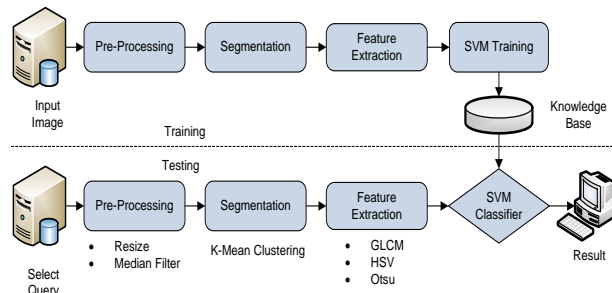 Pre-Processing
Segmentation
Feature
Extraction
SVM Training
Input
Image
Knowledge
Base
Training
Testing
Pre-Processing
Segmentation
Feature
Extraction
SVM
Classifier
• Resize
• Median Filter
K-Mean Clustering
• GLCM
• HSV
• Otsu
Result
Select
Query